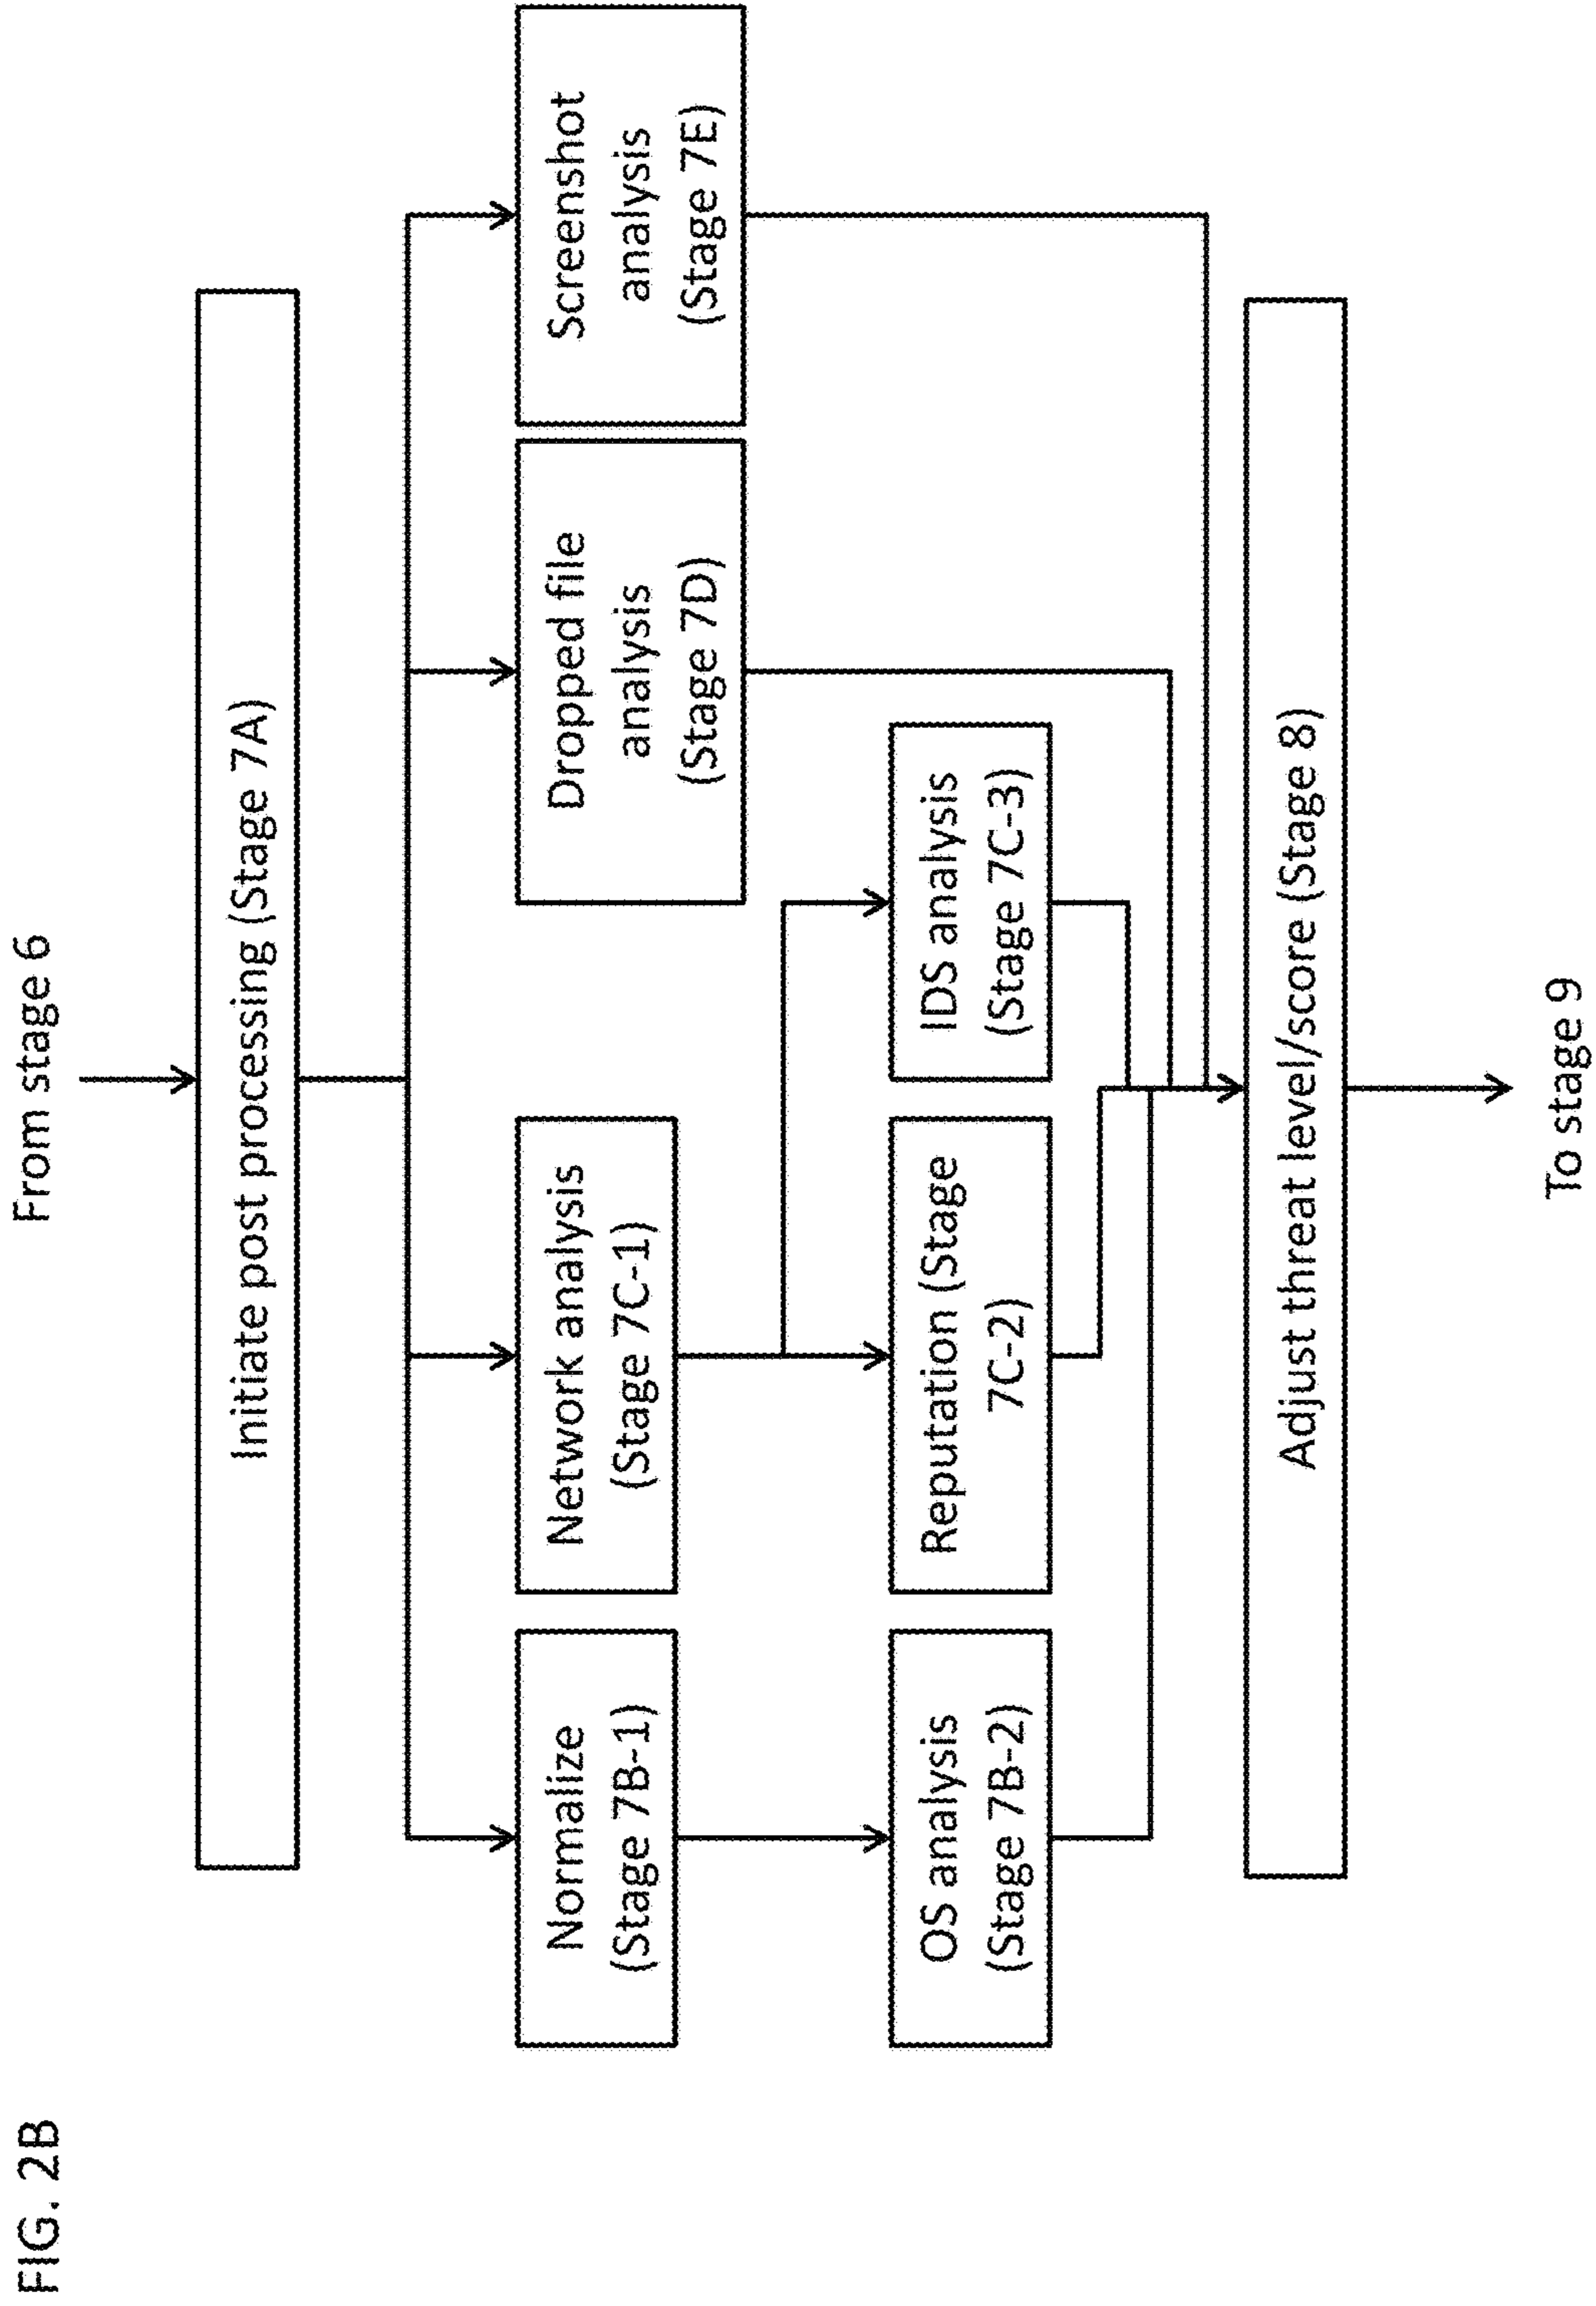 FIG. 2B
From stage 6
Initiate post processing (Stage 7A)
Normalize
(Stage 7B-1)
Network analysis
(Stage 7C-1)
Dropped file
analysis
(Stage 7D)
Screenshot
analysis
(Stage 7E)
OS analysis
(Stage 7B-2)
Reputation (Stage
7C-2)
IDS analysis
(Stage 7C-3)
Adjust threat level/score (Stage 8)
To stage 9